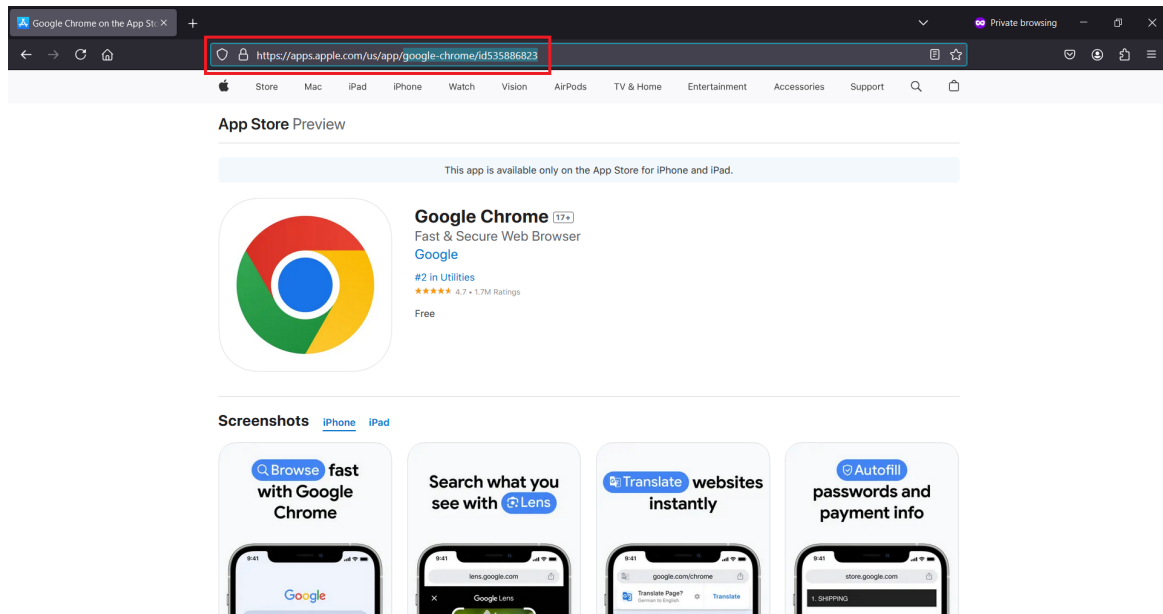 Google Chrome on the App Sto
Private browsing
https://apps.apple.com/us/app/google-chrome/id535886823
Store Mac iPad iPhone Watch Vision AirPods TV & Home Entertainment Accessories Support
App Store Preview
This app is available only on the App Store for iPhone and iPad.
Google Chrome 17+
Fast & Secure Web Browser
Google
#2 in Utilities
4.7 • 1.7M Ratings
Free
Screenshots iPhone iPad
Browse fast
with Google
Chrome
9:41
Google
Search what you
see with Lens
9:41
lens.google.com
Google Lens
Translate websites
instantly
9:41
google.com/chrome
Translate Page?
German to English
Translate
Autofill
passwords and
payment info
9:41
store.google.com
1. SHIPPING